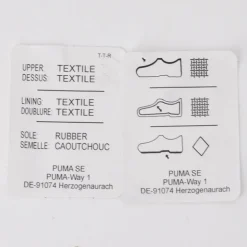 UPPER: TEXTILE
DESSUS: TEXTILE
LINING: TEXTILE
DOUBLURE: TEXTILE
SOLE: RUBBER
SEMELLE: CAOUTCHOUC
PUMA SE
PUMA-Way 1
DE-91074 Herzogenaurach
PUMA SE
PUMA-Way 1
DE-91074 Herzogenaurach